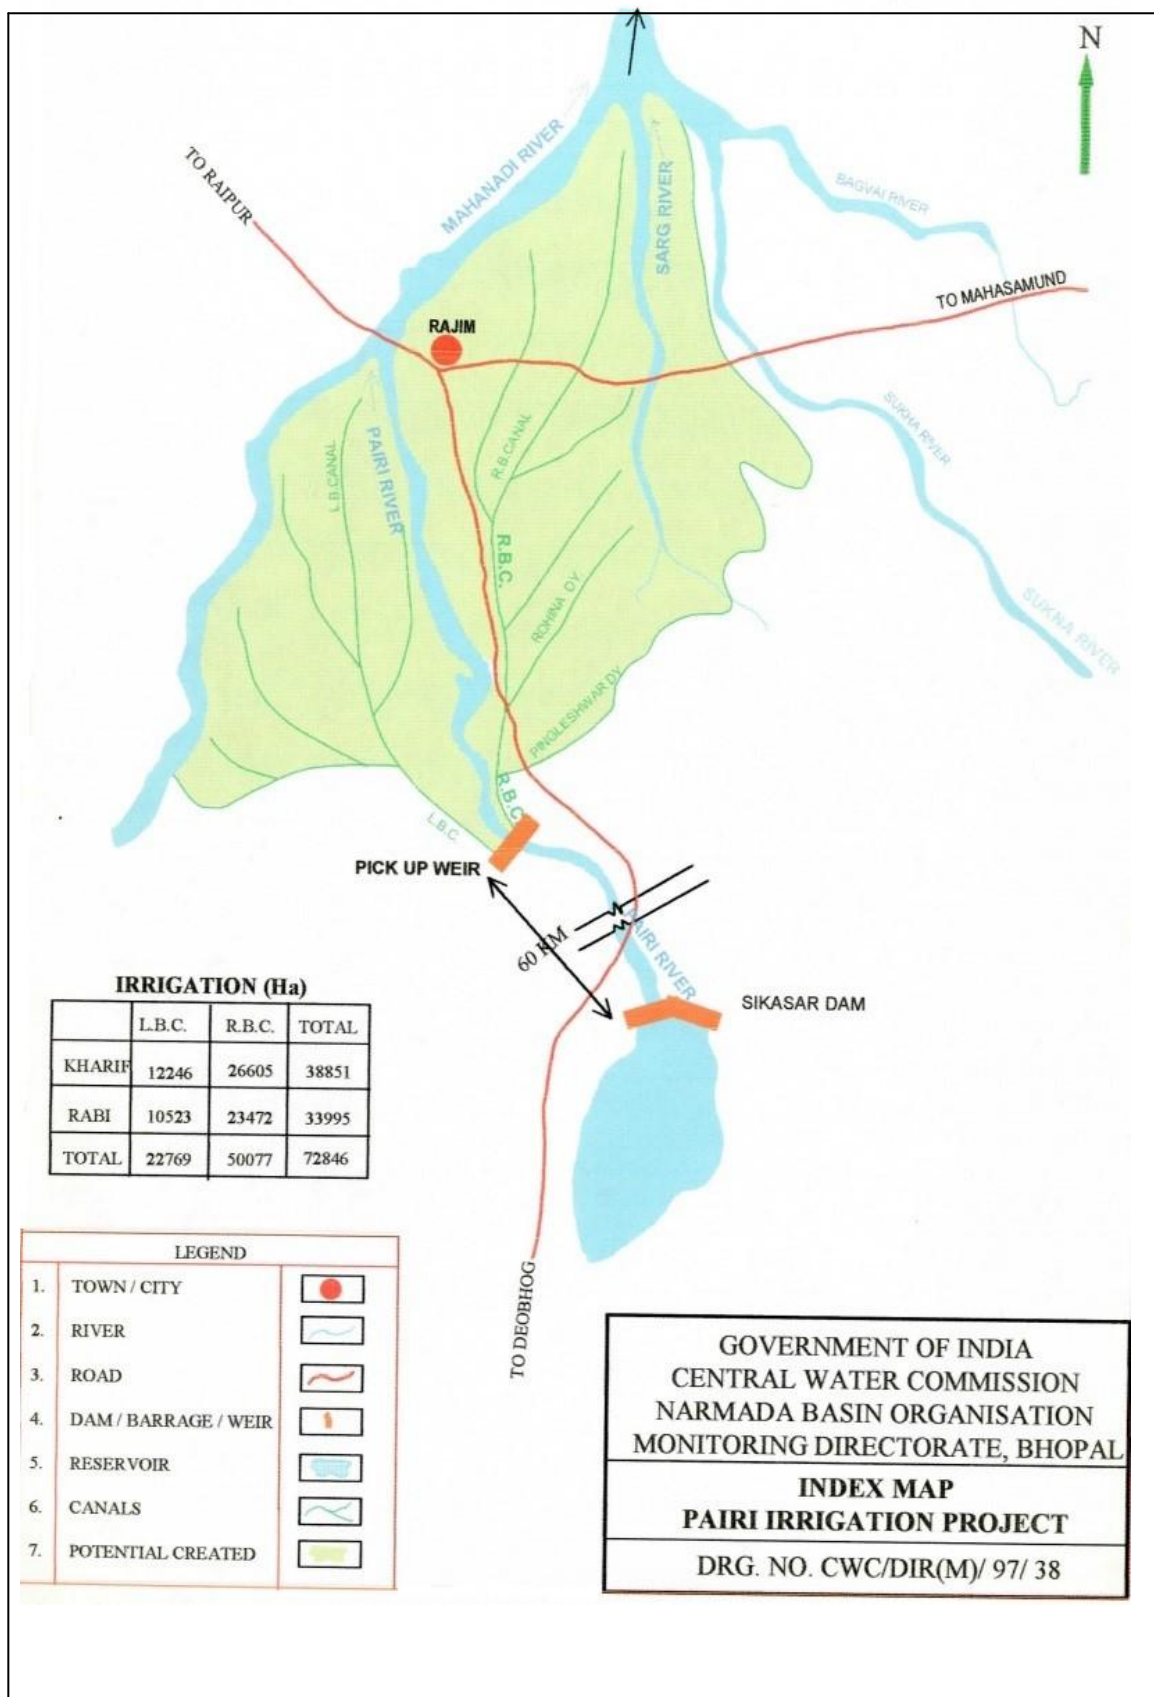 N
MAHANADI RIVER
TO RAIPUR
SARG RIVER
BAGVAI RIVER
TO MAHASAMUND
RAJIM
PAIRI RIVER
L.B.CANAL
R.B.CANAL
SUKHA RIVER
R.B.C.
ROHINA DY
SUKNA RIVER
PINGLESHWAR DY
R.B.C.
L.B.C.
PICK UP WEIR
60 KM
PAIRI RIVER
SIKASAR DAM
TO DEOBHOG
IRRIGATION (Ha)
L.B.C. R.B.C. TOTAL
KHARIF 12246 26605 38851
RABI 10523 23472 33995
TOTAL 22769 50077 72846
LEGEND
1. TOWN / CITY
2. RIVER
3. ROAD
4. DAM / BARRAGE / WEIR
5. RESERVOIR
6. CANALS
7. POTENTIAL CREATED
GOVERNMENT OF INDIA
CENTRAL WATER COMMISSION
NARMADA BASIN ORGANISATION
MONITORING DIRECTORATE, BHOPAL
INDEX MAP
PAIRI IRRIGATION PROJECT
DRG. NO. CWC/DIR(M)/ 97/ 38